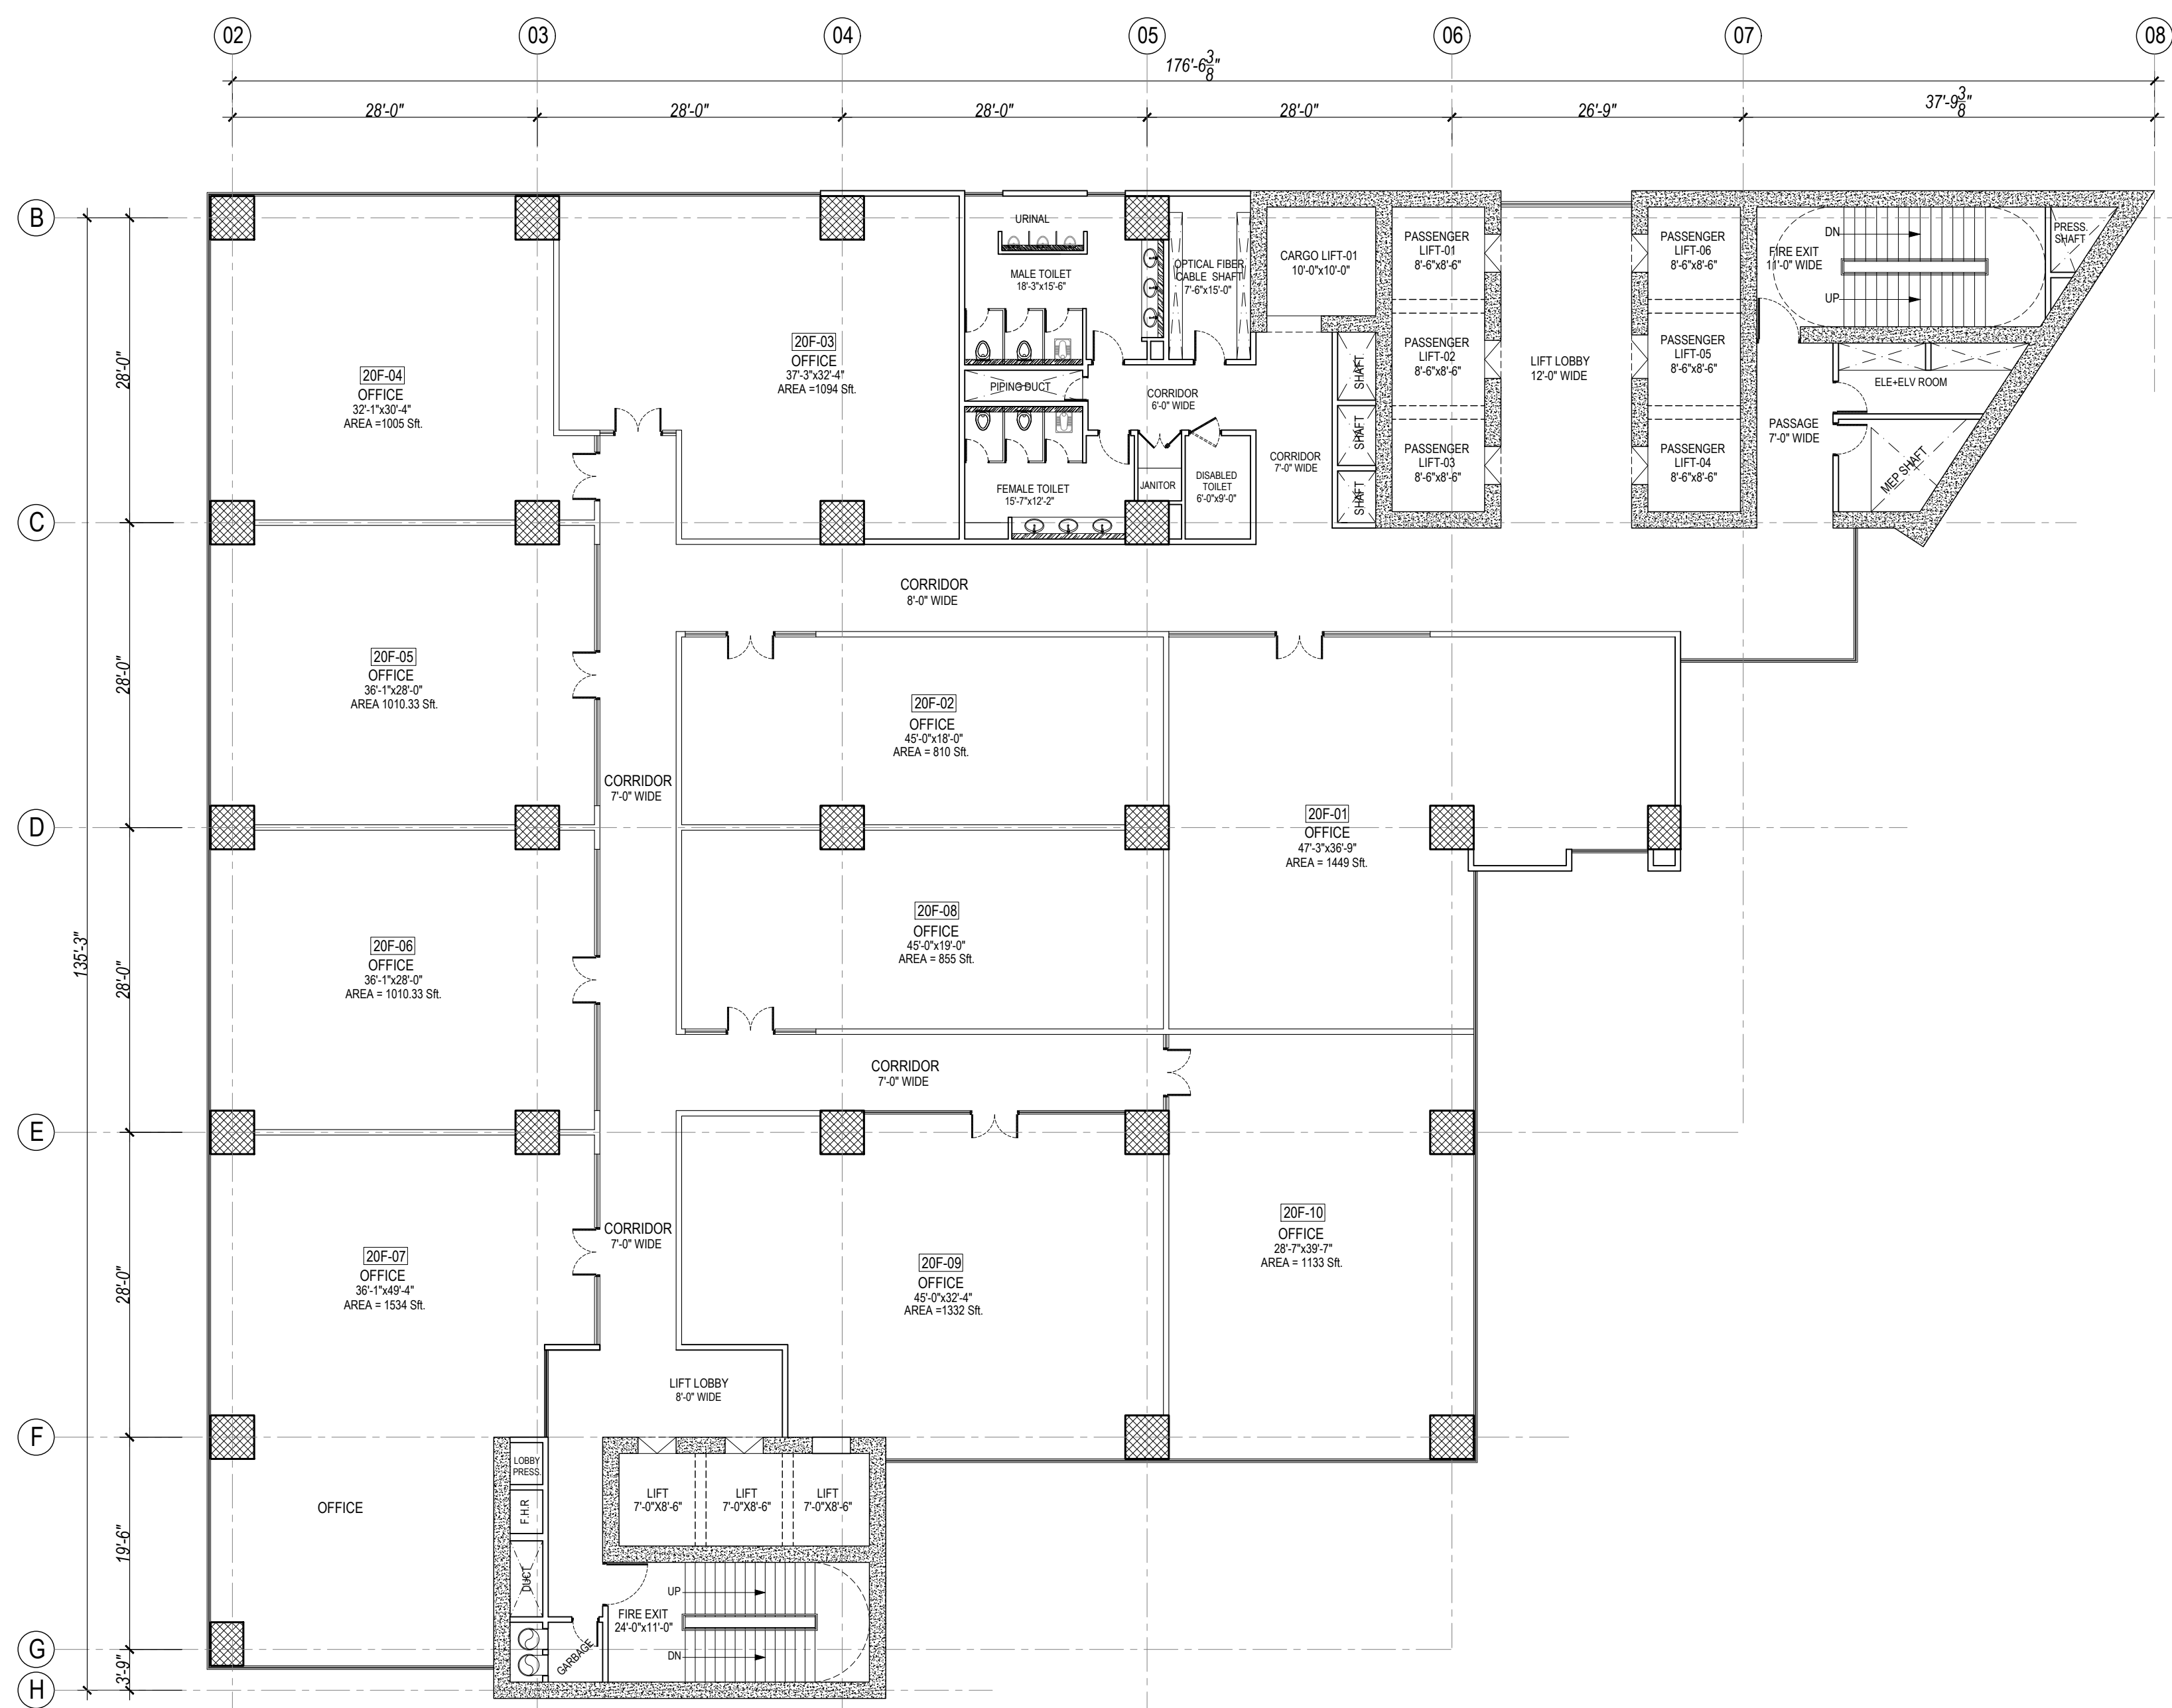 02
03
04
05
06
07
08
176'-6 3/8"
28'-0"
28'-0"
28'-0"
28'-0"
26'-9"
37'-9 3/8"
B
C
D
E
F
G
H
28'-0"
28'-0"
28'-0"
28'-0"
19'-6"
3'-9"
135'-3"
URINAL
MALE TOILET
18'-3"x15'-6"
OPTICAL FIBER
CABLE SHAFT
7'-6"x15'-0"
CARGO LIFT-01
10'-0"x10'-0"
PASSENGER
LIFT-01
8'-6"x8'-6"
PASSENGER
LIFT-02
8'-6"x8'-6"
PASSENGER
LIFT-03
8'-6"x8'-6"
LIFT LOBBY
12'-0" WIDE
PASSENGER
LIFT-06
8'-6"x8'-6"
PASSENGER
LIFT-05
8'-6"x8'-6"
PASSENGER
LIFT-04
8'-6"x8'-6"
DN
FIRE EXIT
11'-0" WIDE
UP
PRESS.
SHAFT
ELE+ELV ROOM
PASSAGE
7'-0" WIDE
MEP SHAFT
SHAFT
SHAFT
SHAFT
CORRIDOR
7'-0" WIDE
CORRIDOR
6'-0" WIDE
PIPING DUCT
FEMALE TOILET
15'-7"x12'-2"
JANITOR
DISABLED
TOILET
6'-0"x9'-0"
20F-03
OFFICE
37'-3"x32'-4"
AREA =1094 Sft.
20F-04
OFFICE
32'-1"x30'-4"
AREA =1005 Sft.
CORRIDOR
8'-0" WIDE
20F-05
OFFICE
36'-1"x28'-0"
AREA 1010.33 Sft.
20F-02
OFFICE
45'-0"x18'-0"
AREA = 810 Sft.
CORRIDOR
7'-0" WIDE
20F-01
OFFICE
47'-3"x36'-9"
AREA = 1449 Sft.
20F-06
OFFICE
36'-1"x28'-0"
AREA = 1010.33 Sft.
20F-08
OFFICE
45'-0"x19'-0"
AREA = 855 Sft.
CORRIDOR
7'-0" WIDE
20F-07
OFFICE
36'-1"x49'-4"
AREA = 1534 Sft.
CORRIDOR
7'-0" WIDE
20F-09
OFFICE
45'-0"x32'-4"
AREA =1332 Sft.
20F-10
OFFICE
28'-7"x39'-7"
AREA = 1133 Sft.
LIFT LOBBY
8'-0" WIDE
OFFICE
LOBBY
PRESS.
F.H.R
DUCT
LIFT
7'-0"X8'-6"
LIFT
7'-0"X8'-6"
LIFT
7'-0"X8'-6"
UP
FIRE EXIT
24'-0"x11'-0"
DN
GARBAGE